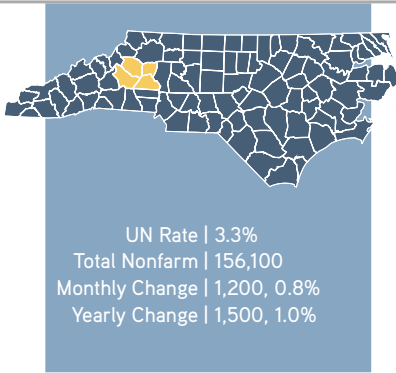 UN Rate | 3.3%
Total Nonfarm | 156,100
Monthly Change | 1,200, 0.8%
Yearly Change | 1,500, 1.0%